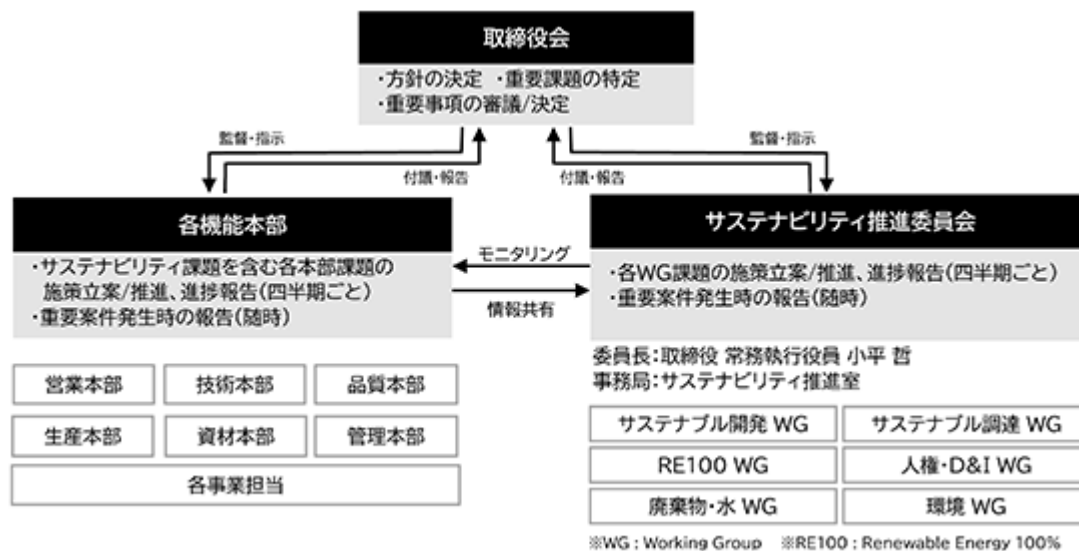 取締役会
・方針の決定 ・重要課題の特定
・重要事項の審議/決定
監督・指示
付議・報告
付議・報告
監督・指示
各機能本部
・サステナビリティ課題を含む各本部課題の
施策立案/推進、進捗報告(四半期ごと)
・重要案件発生時の報告(随時)
モニタリング
情報共有
サステナビリティ推進委員会
・各WG課題の施策立案/推進、進捗報告(四半期ごと)
・重要案件発生時の報告(随時)
委員長:取締役 常務執行役員 小平 哲
事務局:サステナビリティ推進室
営業本部 技術本部 品質本部
生産本部 資材本部 管理本部
各事業担当
サステナブル開発 WG サステナブル調達 WG
RE100 WG 人権・D&I WG
廃棄物・水 WG 環境 WG
※WG : Working Group ※RE100 : Renewable Energy 100%